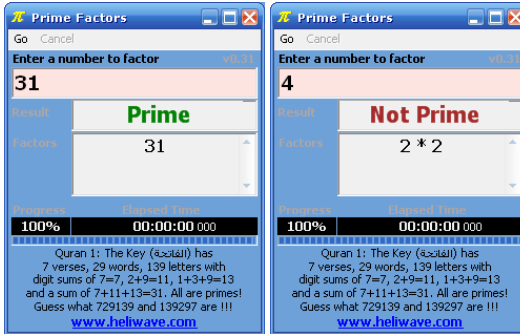 π Prime Factors
Go Cancel
Enter a number to factor v0.31
31
Result Prime
Factors 31
Progress Elapsed Time
100% 00:00:00 000
Quran 1: The Key (الفاتحة) has
7 verses, 29 words, 139 letters with
digit sums of 7=7, 2+9=11, 1+3+9=13
and a sum of 7+11+13=31. All are primes!
Guess what 729139 and 139297 are !!!
www.heliwave.com
π Prime Factors
Go Cancel
Enter a number to factor v0.31
4
Result Not Prime
Factors 2 * 2
Progress Elapsed Time
100% 00:00:00 000
Quran 1: The Key (الفاتحة) has
7 verses, 29 words, 139 letters with
digit sums of 7=7, 2+9=11, 1+3+9=13
and a sum of 7+11+13=31. All are primes!
Guess what 729139 and 139297 are !!!
www.heliwave.com